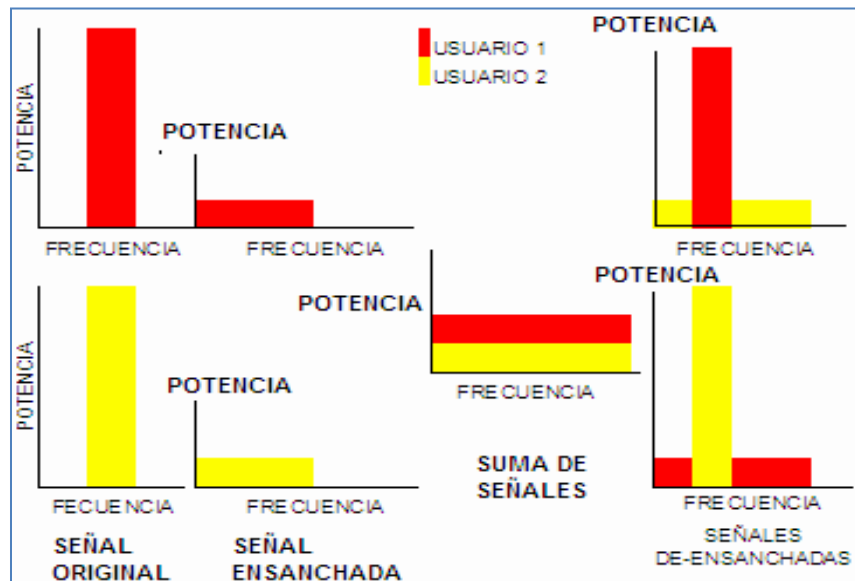 POTENCIA
FRECUENCIA
POTENCIA
FRECUENCIA
USUARIO 1
USUARIO 2
POTENCIA
FRECUENCIA
POTENCIA
FECUENCIA
POTENCIA
FRECUENCIA
POTENCIA
FRECUENCIA
POTENCIA
FRECUENCIA
SEÑAL
ORIGINAL
SEÑAL
ENSANCHADA
SUMA DE
SEÑALES
SEÑALES
DE-ENSANCHADAS